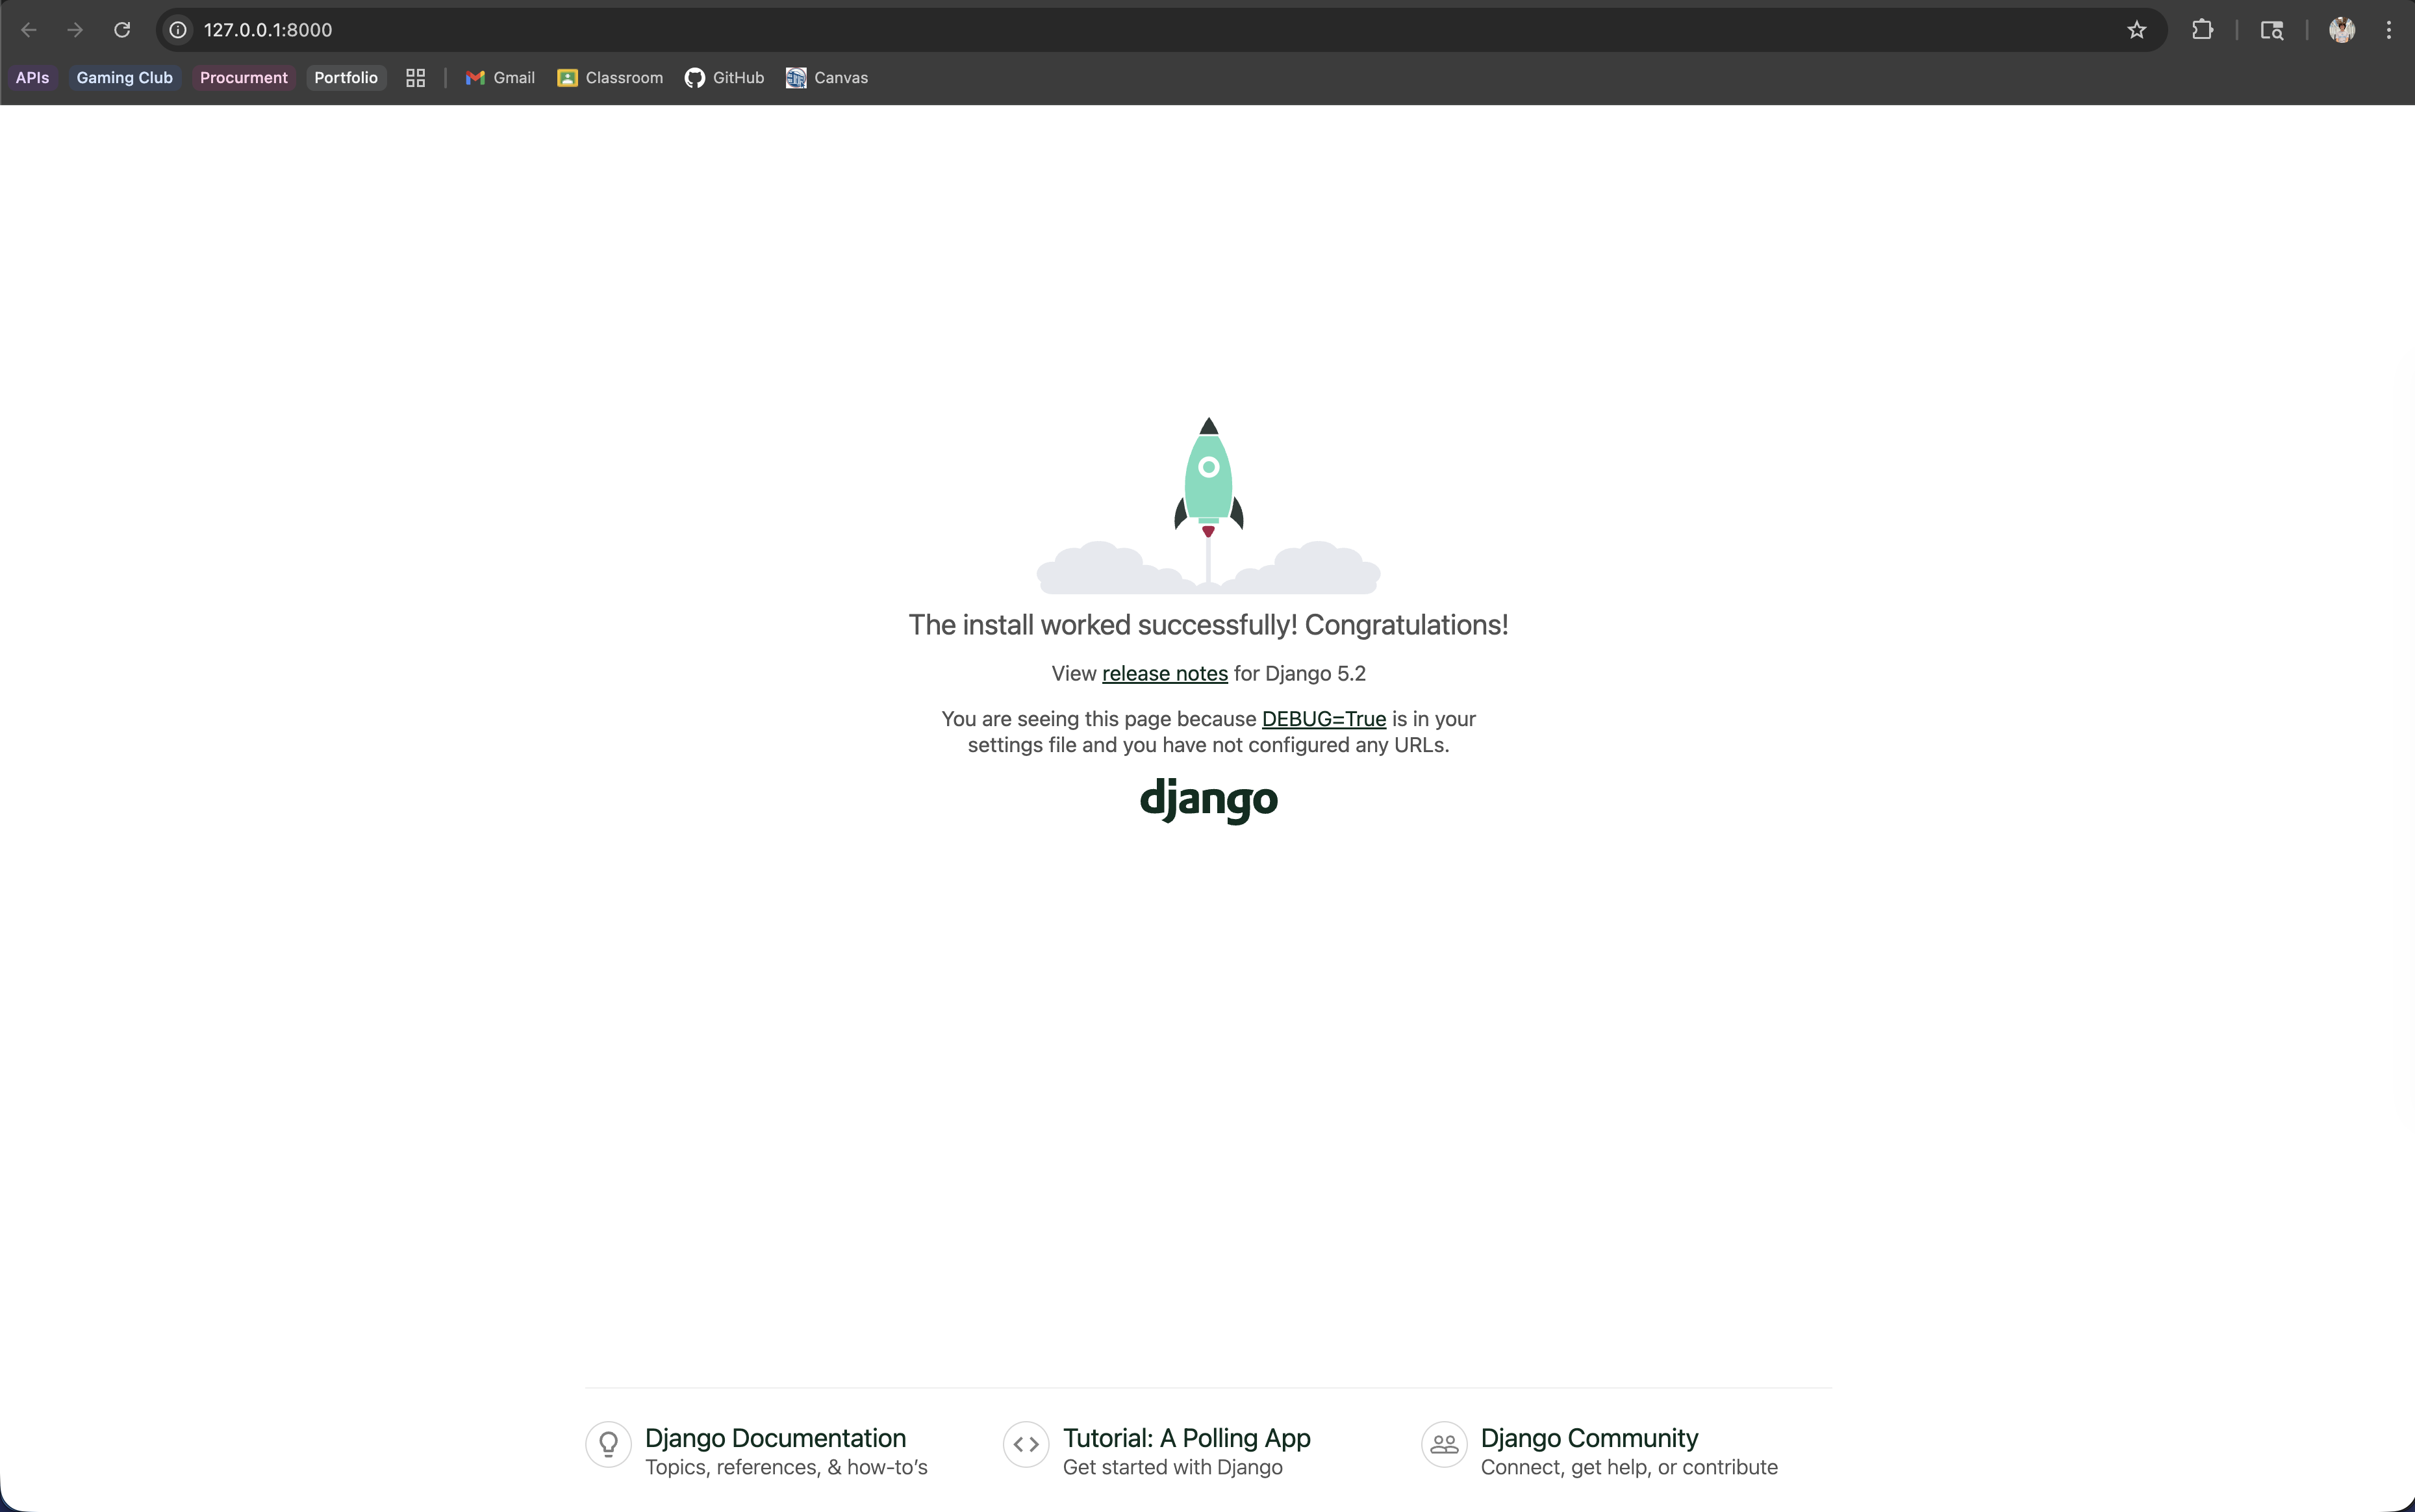 127.0.0.1:8000
APIs Gaming Club Procurment Portfolio Gmail Classroom GitHub Canvas
The install worked successfully! Congratulations!
View release notes for Django 5.2
You are seeing this page because DEBUG=True is in your
settings file and you have not configured any URLs.
django
Django Documentation
Topics, references, & how-to’s
Tutorial: A Polling App
Get started with Django
Django Community
Connect, get help, or contribute